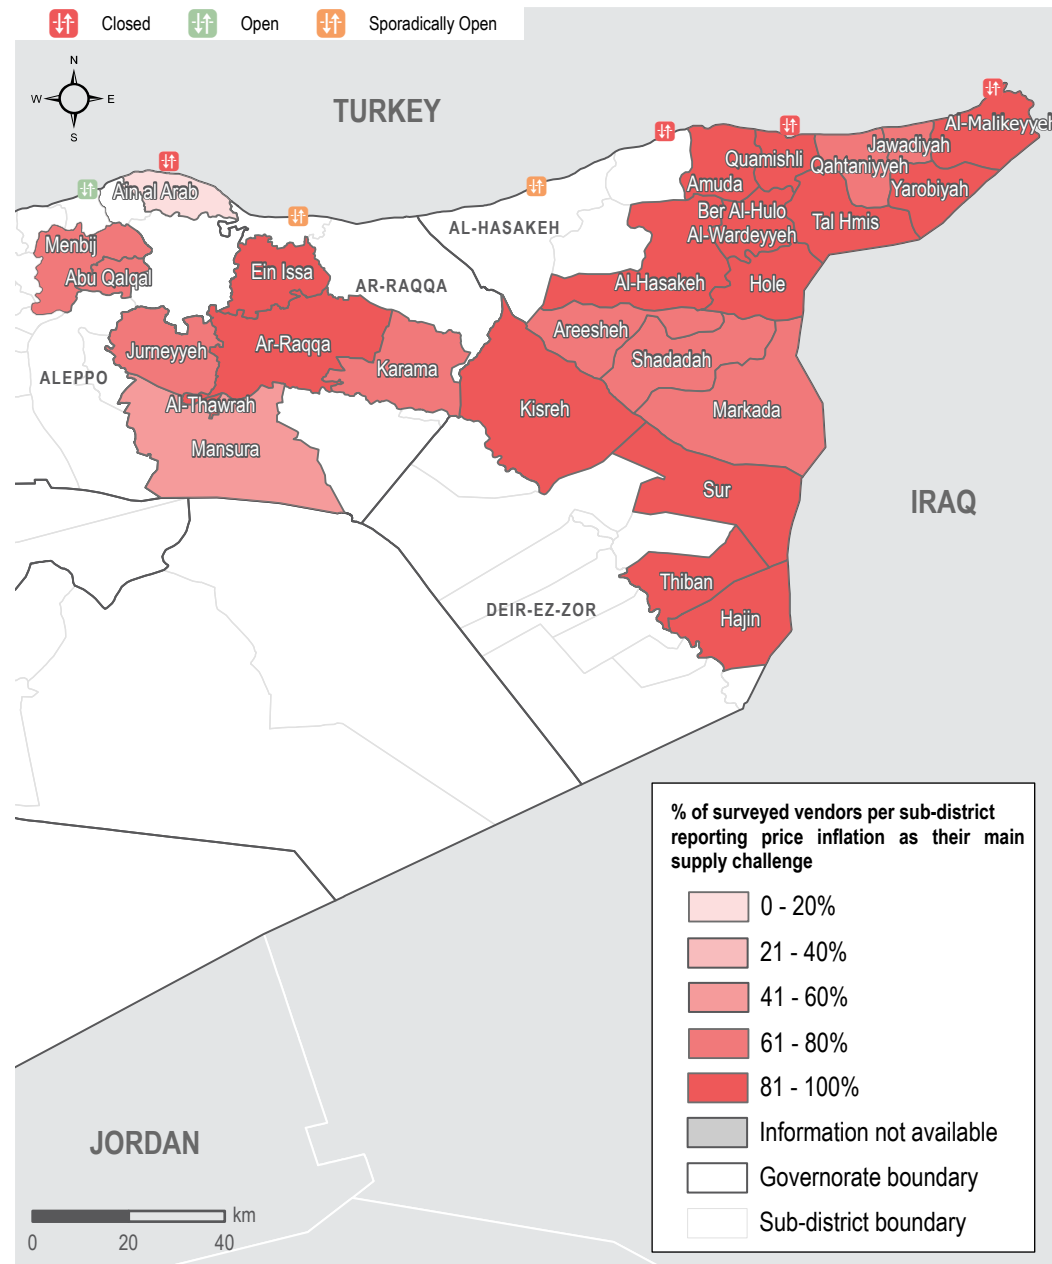 Closed
Open
Sporadically Open
N
W
E
S
TURKEY
Al-Malikeyyeh
Jawadiyah
Quamishli
Qahtaniyyeh
Amuda
Yarobiyah
Ain al Arab
Ber Al-Hulo
Al-Wardeyyeh
Tal Hmis
AL-HASAKEH
Menbij
Abu Qalqal
Ein Issa
AR-RAQQA
Al-Hasakeh
Hole
Areesheh
Jurneyyeh
Ar-Raqqa
Shadadah
Karama
ALEPPO
Al-Thawrah
Kisreh
Markada
Mansura
Sur
IRAQ
Thiban
DEIR-EZ-ZOR
Hajin
% of surveyed vendors per sub-district
reporting price inflation as their main
supply challenge
0 - 20%
21 - 40%
41 - 60%
61 - 80%
81 - 100%
Information not available
Governorate boundary
Sub-district boundary
JORDAN
km
0 20 40